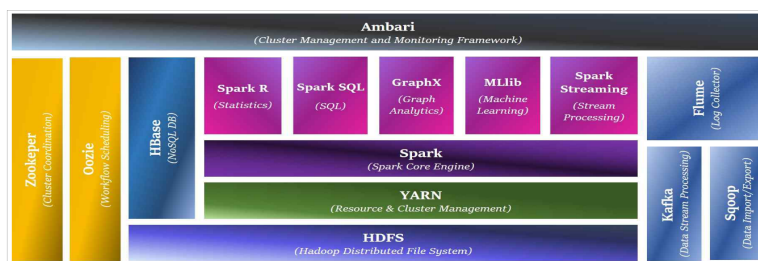 Ambari
(Cluster Management and Monitoring Framework)
Zookeper
(Cluster Coordination)
Oozie
(Workflow Scheduling)
HBase
(NoSQL DB)
Spark R
(Statistics)
Spark SQL
(SQL)
GraphX
(Graph
Analytics)
MLlib
(Machine
Learning)
Spark
Streaming
(Stream
Processing)
Flume
(Log Collector)
Spark
(Spark Core Engine)
YARN
(Resource & Cluster Management)
HDFS
(Hadoop Distributed File System)
Kafka
(Data Stream Processing)
Sqoop
(Data Import/Export)